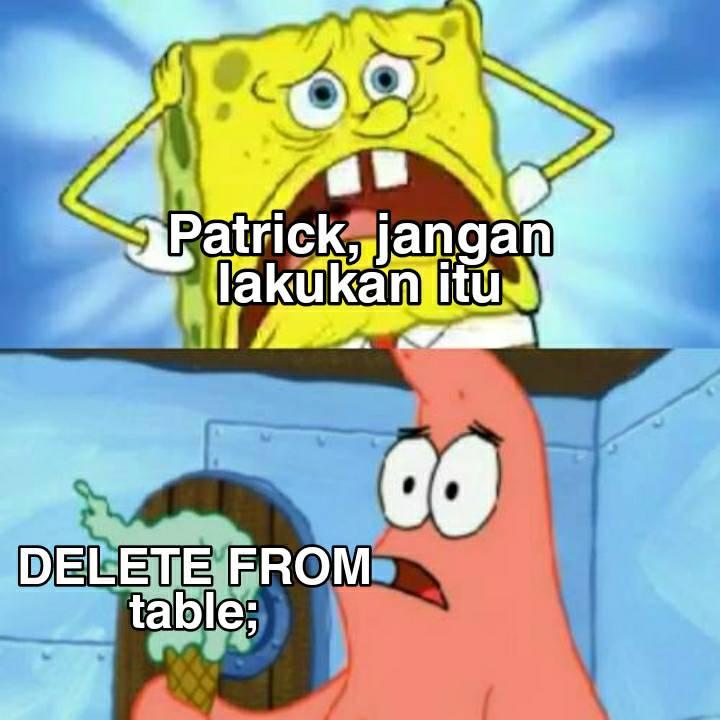 Patrick, jangan
lakukan itu
DELETE FROM
table;